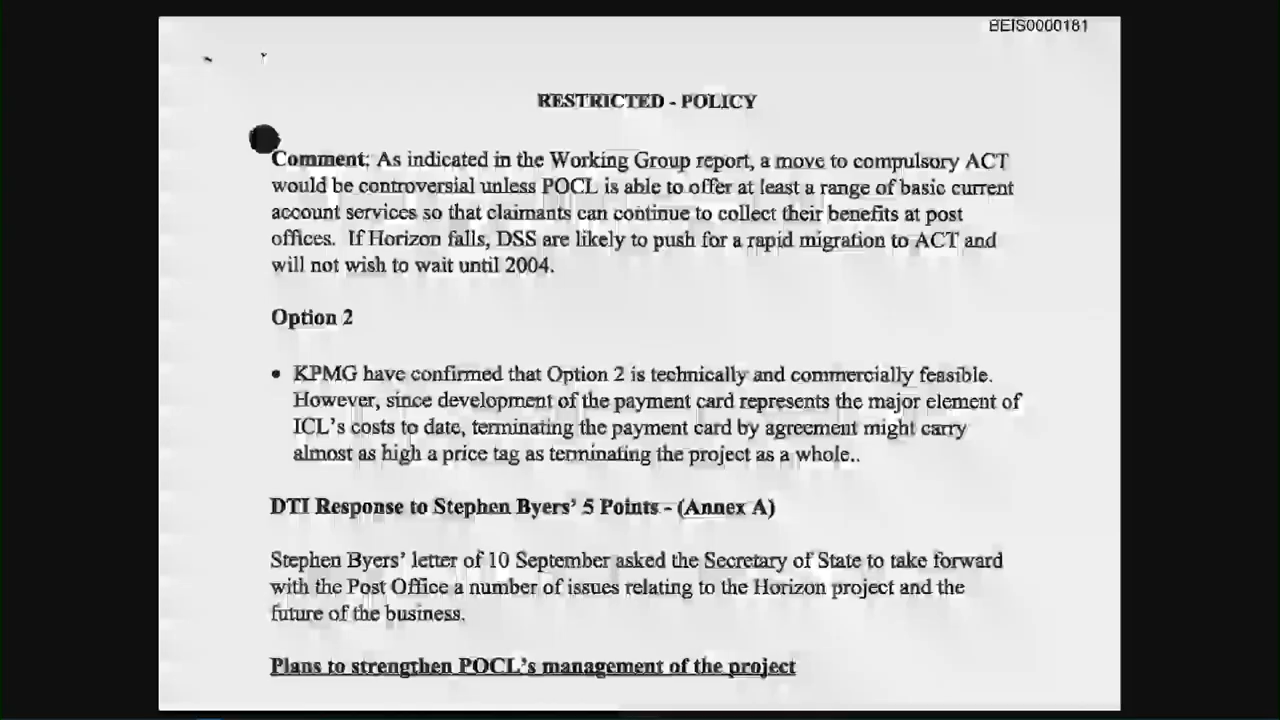 BEIS0000181
RESTRICTED - POLICY
Comment: As indicated in the Working Group report, a move to compulsory ACT
would be controversial unless POCL is able to offer at least a range of basic current
account services so that claimants can continue to collect their benefits at post
offices. If Horizon falls, DSS are likely to push for a rapid migration to ACT and
will not wish to wait until 2004.
Option 2
• KPMG have confirmed that Option 2 is technically and commercially feasible.
However, since development of the payment card represents the major element of
ICL's costs to date, terminating the payment card by agreement might carry
almost as high a price tag as terminating the project as a whole..
DTI Response to Stephen Byers' 5 Points - (Annex A)
Stephen Byers' letter of 10 September asked the Secretary of State to take forward
with the Post Office a number of issues relating to the Horizon project and the
future of the business.
Plans to strengthen POCL's management of the project